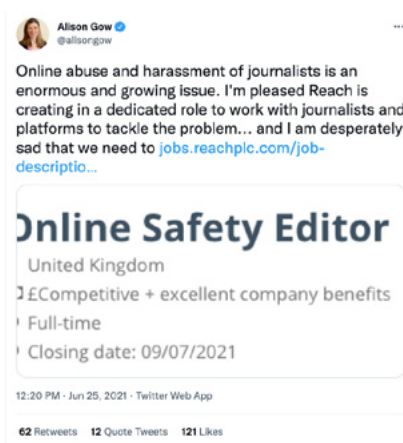 Alison Gow
@alisongow
Online abuse and harassment of journalists is an
enormous and growing issue. I'm pleased Reach is
creating in a dedicated role to work with journalists and
platforms to tackle the problem... and I am desperately
sad that we need to jobs.reachplc.com/job-
descriptio...
Online Safety Editor
United Kingdom
£Competitive + excellent company benefits
Full-time
Closing date: 09/07/2021
12:20 PM · Jun 25, 2021 · Twitter Web App
62 Retweets 12 Quote Tweets 121 Likes